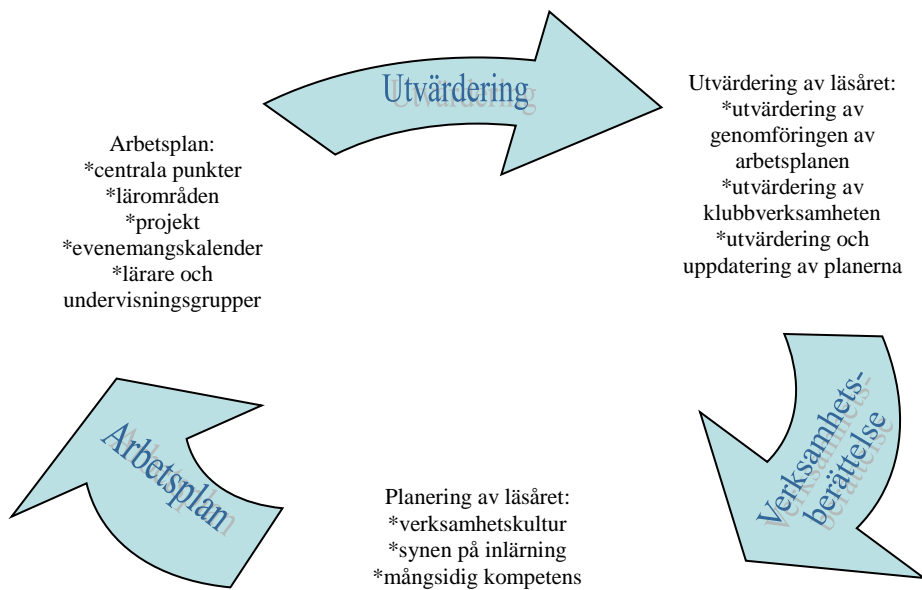 Utvärdering
Arbetsplan:
*centrala punkter
*lärområden
*projekt
*evenemangskalender
*lärare och
undervisningsgrupper
Utvärdering av läsåret:
*utvärdering av
genomföringen av
arbetsplanen
*utvärdering av
klubbverksamheten
*utvärdering och
uppdatering av planerna
Verksamhets-
berättelse
Planering av läsåret:
*verksamhetskultur
*synen på inlärning
*mångsidig kompetens
Arbetsplan